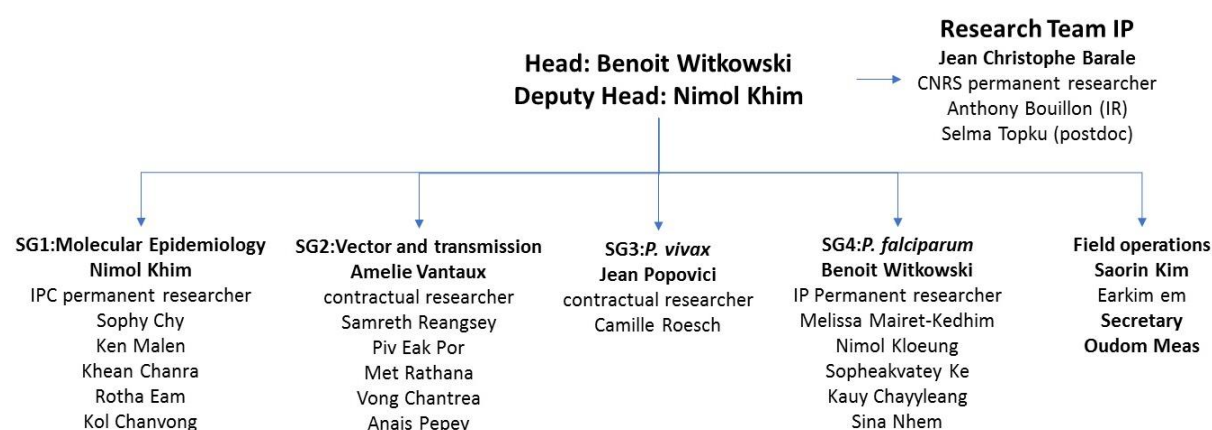 Head: Benoit Witkowski
Deputy Head: Nimol Khim
Research Team IP
Jean Christophe Barale
CNRS permanent researcher
Anthony Bouillon (IR)
Selma Topku (postdoc)
SG1:Molecular Epidemiology
Nimol Khim
IPC permanent researcher
Sophy Chy
Ken Malen
Khean Chanra
Rotha Eam
Kol Chanvong
SG2:Vector and transmission
Amelie Vantaux
contractual researcher
Samreth Reangsey
Piv Eak Por
Met Rathana
Vong Chantrea
Anais Pepey
SG3:P. vivax
Jean Popovici
contractual researcher
Camille Roesch
SG4:P. falciparum
Benoit Witkowski
IP Permanent researcher
Melissa Mairet-Kedhim
Nimol Kloeung
Sopheakvatey Ke
Kauy Chayyleang
Sina Nhem
Field operations
Saorin Kim
Earkim em
Secretary
Oudom Meas